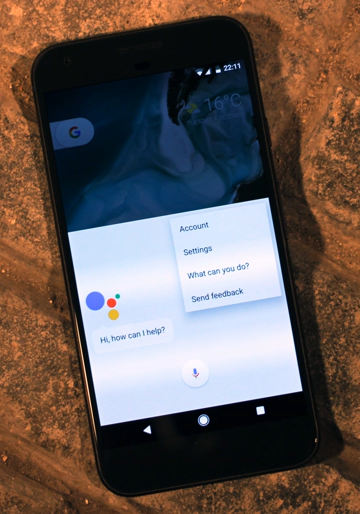 22:11
G
16°C
Account
Settings
What can you do?
Send feedback
Hi, how can I help?